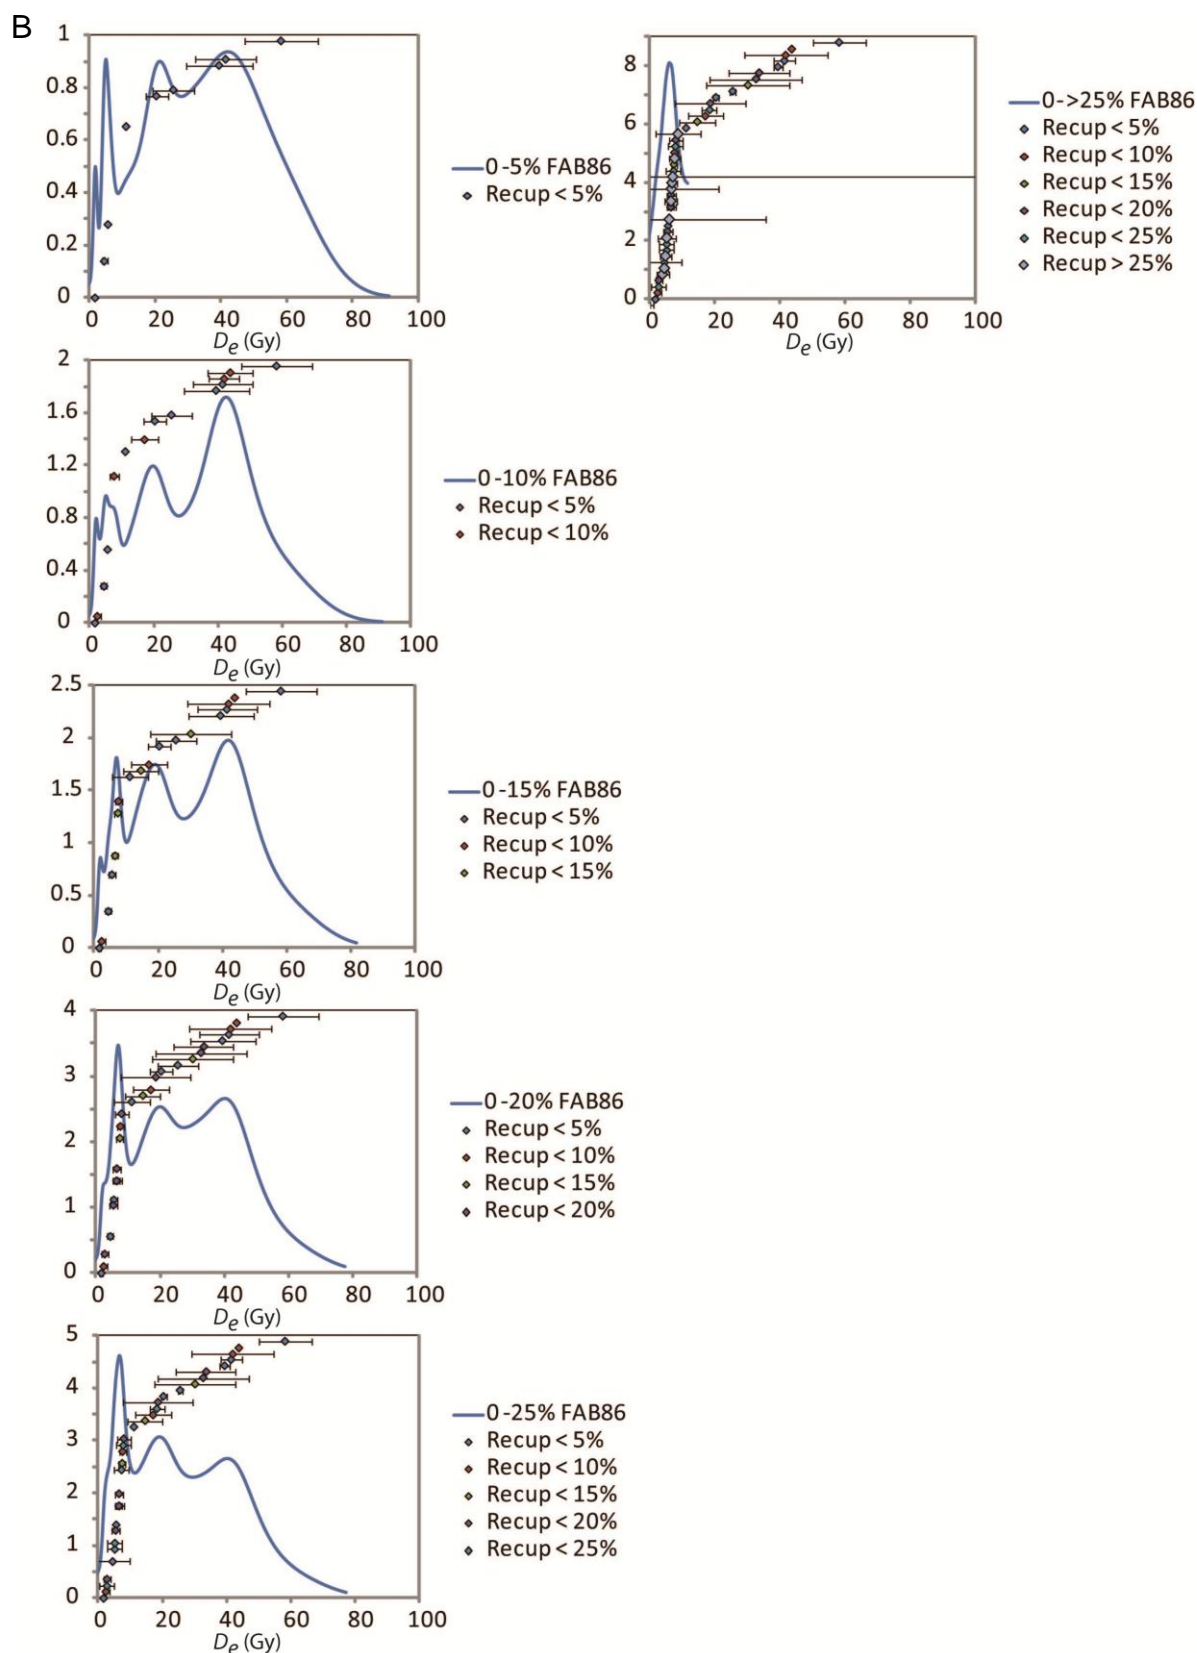 B
1
0.8
0.6
0.4
0.2
0
0 20 40 60 80 100
De (Gy)
0-5% FAB86
Recup < 5%
8
6
4
2
0
0 20 40 60 80 100
De (Gy)
0->25% FAB86
Recup < 5%
Recup < 10%
Recup < 15%
Recup < 20%
Recup < 25%
Recup > 25%
2
1.6
1.2
0.8
0.4
0
0 20 40 60 80 100
De (Gy)
0-10% FAB86
Recup < 5%
Recup < 10%
2.5
2
1.5
1
0.5
0
0 20 40 60 80 100
De (Gy)
0-15% FAB86
Recup < 5%
Recup < 10%
Recup < 15%
4
3
2
1
0
0 20 40 60 80 100
De (Gy)
0-20% FAB86
Recup < 5%
Recup < 10%
Recup < 15%
Recup < 20%
5
4
3
2
1
0
0 20 40 60 80 100
De (Gy)
0-25% FAB86
Recup < 5%
Recup < 10%
Recup < 15%
Recup < 20%
Recup < 25%